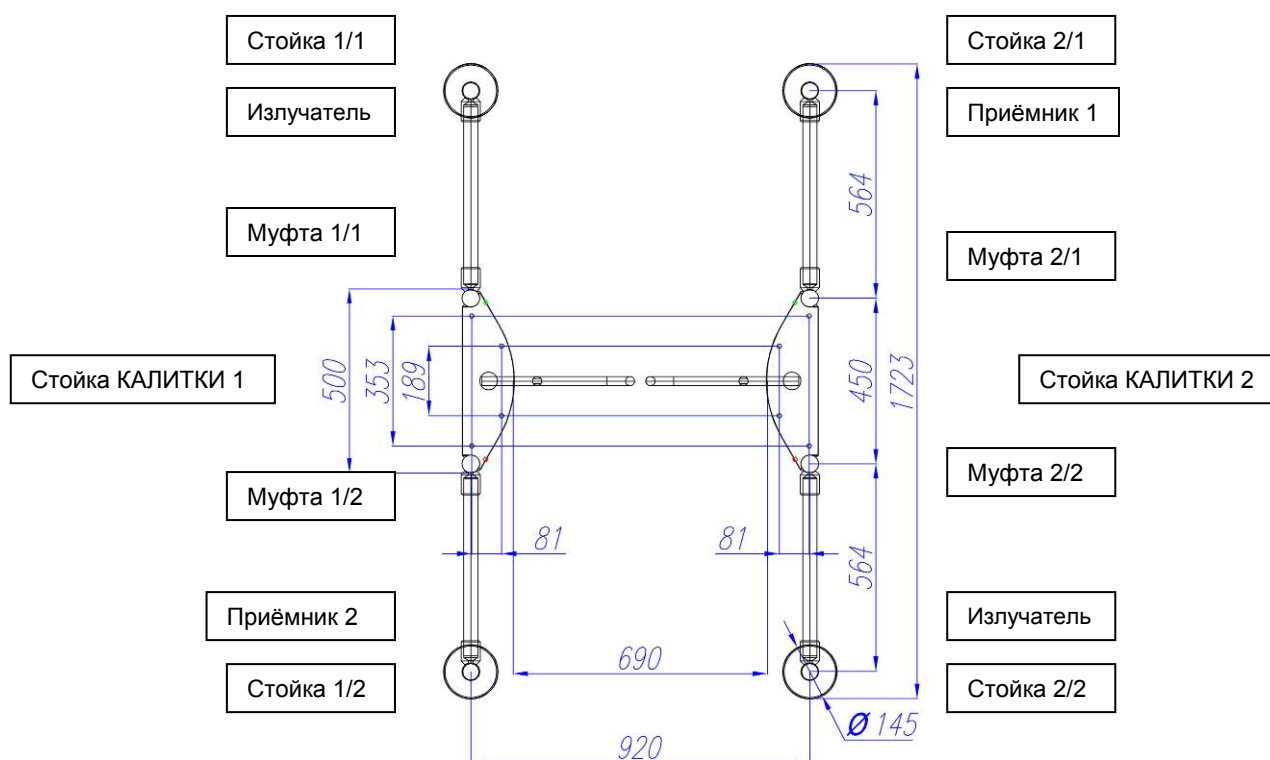 Стойка 1/1
Стойка 2/1
Излучатель
Приёмник 1
564
Муфта 1/1
Муфта 2/1
Стойка КАЛИТКИ 1
500
353
189
450
1723
Стойка КАЛИТКИ 2
Муфта 1/2
Муфта 2/2
81
81
564
Приёмник 2
Излучатель
690
Стойка 1/2
Стойка 2/2
Ø 145
920